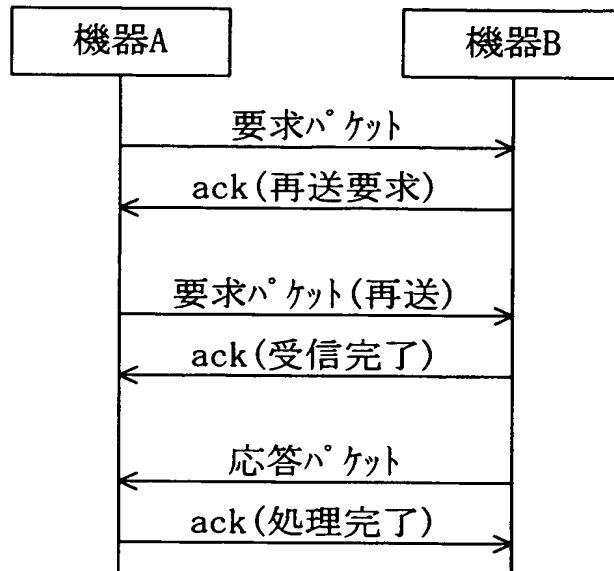 機器A
機器B
要求ﾊﾟｹｯﾄ
ack(再送要求)
要求ﾊﾟｹｯﾄ(再送)
ack(受信完了)
応答ﾊﾟｹｯﾄ
ack(処理完了)